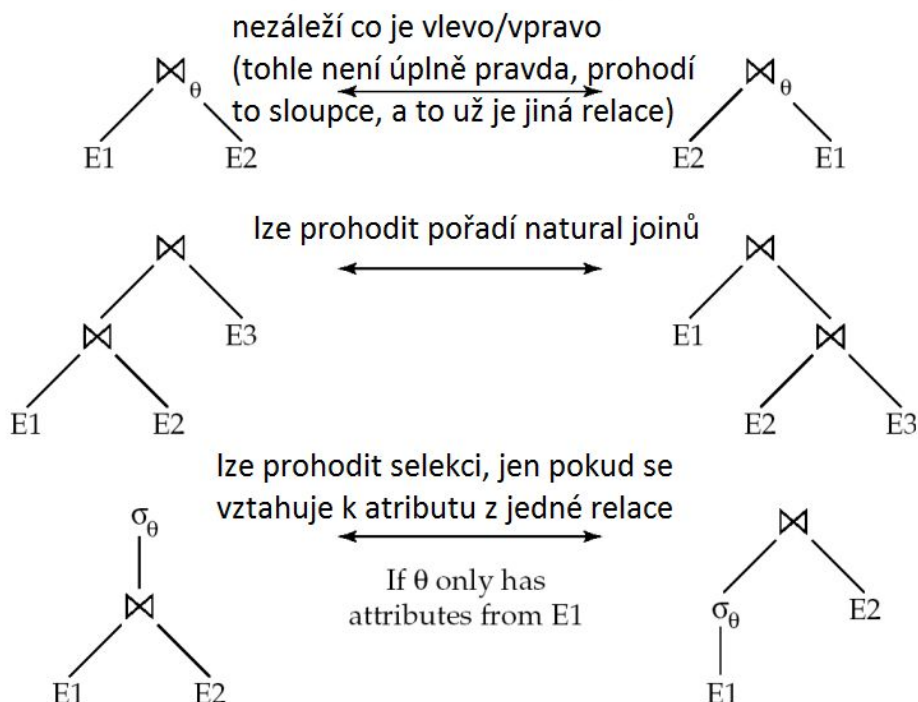 nezáleží co je vlevo/vpravo
(tohle není úplně pravda, prohodí
to sloupce, a to už je jiná relace)
⋈θ ⋈θ
E1 E2 E2 E1
lze prohodit pořadí natural joinů
⋈ ⋈
⋈ E3 E1 ⋈
E1 E2 E2 E3
lze prohodit selekci, jen pokud se
vztahuje k atributu z jedné relace
σθ ⋈
If θ only has
attributes from E1
⋈ σθ E2
E1 E2 E1